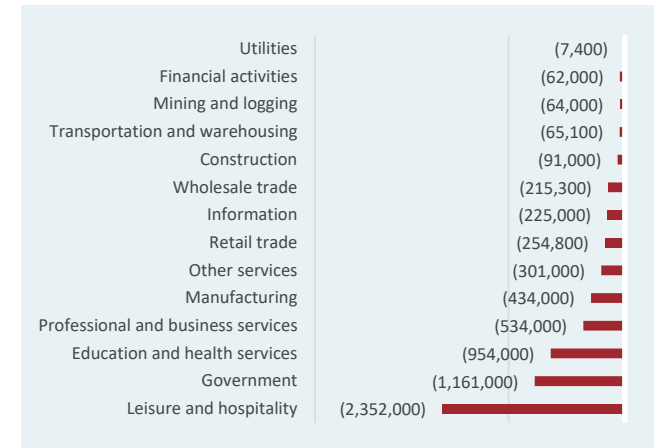 Utilities (7,400)
Financial activities (62,000)
Mining and logging (64,000)
Transportation and warehousing (65,100)
Construction (91,000)
Wholesale trade (215,300)
Information (225,000)
Retail trade (254,800)
Other services (301,000)
Manufacturing (434,000)
Professional and business services (534,000)
Education and health services (954,000)
Government (1,161,000)
Leisure and hospitality (2,352,000)